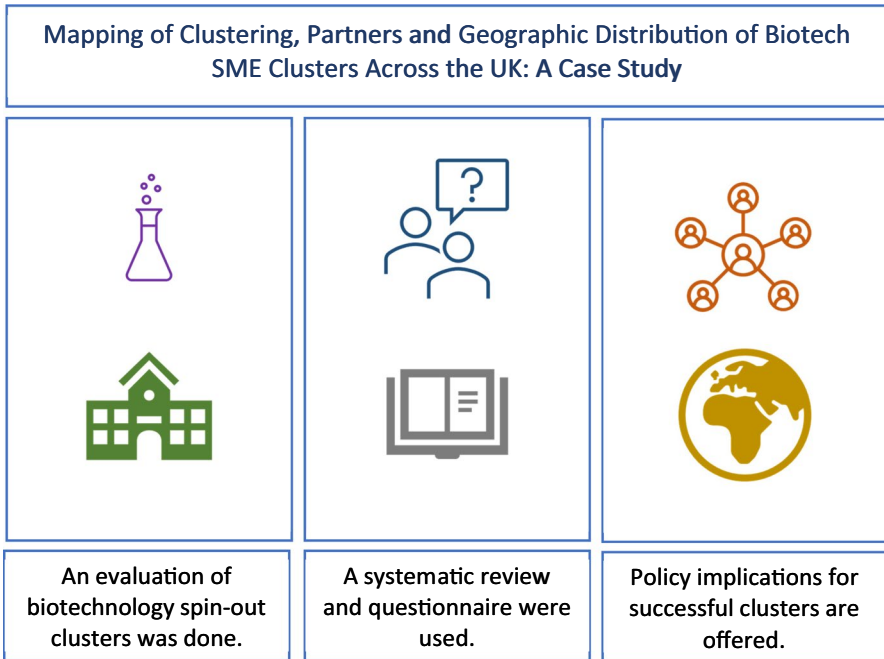 Mapping of Clustering, Partners and Geographic Distribution of Biotech
SME Clusters Across the UK: A Case Study
?
An evaluation of
biotechnology spin-out
clusters was done.
A systematic review
and questionnaire were
used.
Policy implications for
successful clusters are
offered.